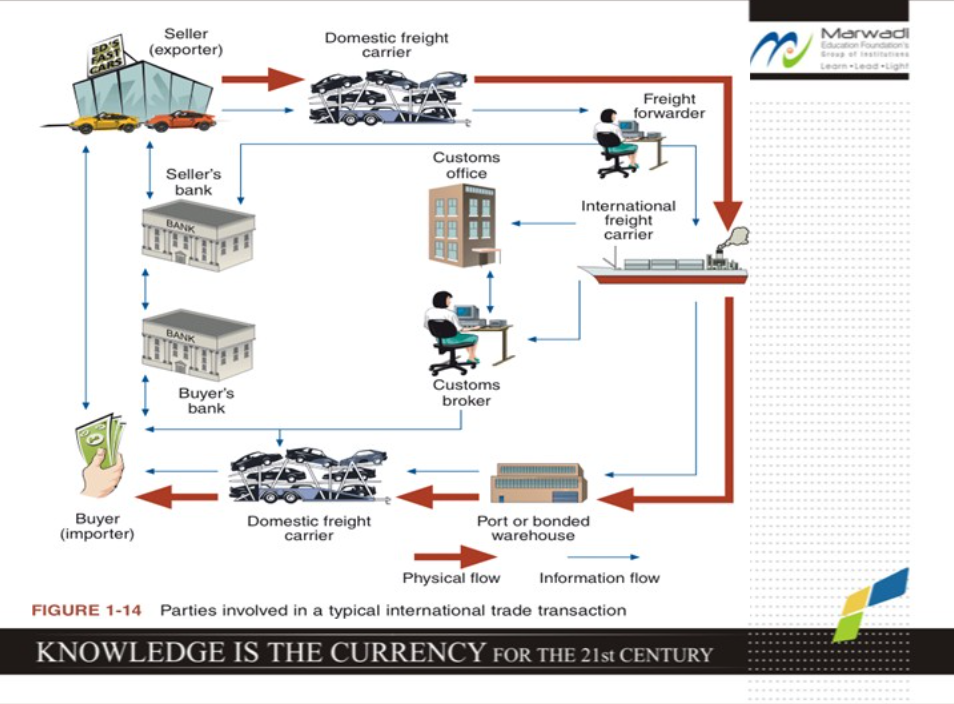 Marwadi
Education Foundation's
Group of Institutions
Learn • Lead • Light
ED'S
FAST
CARS
Seller
(exporter)
Domestic freight
carrier
Freight
forwarder
Customs
office
Seller's
bank
BANK
International
freight
carrier
BANK
Customs
broker
Buyer's
bank
Buyer
(importer)
Domestic freight
carrier
Port or bonded
warehouse
Physical flow
Information flow
FIGURE 1-14 Parties involved in a typical international trade transaction
KNOWLEDGE IS THE CURRENCY FOR THE 21st CENTURY